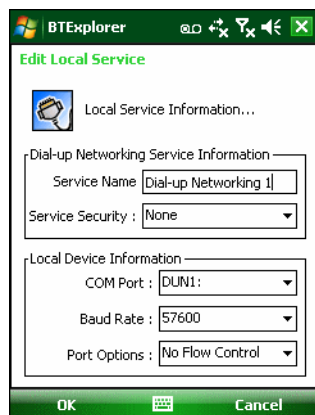 BTExplorer
Edit Local Service
Local Service Information...
Dial-up Networking Service Information
Service Name Dial-up Networking 1
Service Security : None
Local Device Information
COM Port : DUN1:
Baud Rate : 57600
Port Options : No Flow Control
OK Cancel